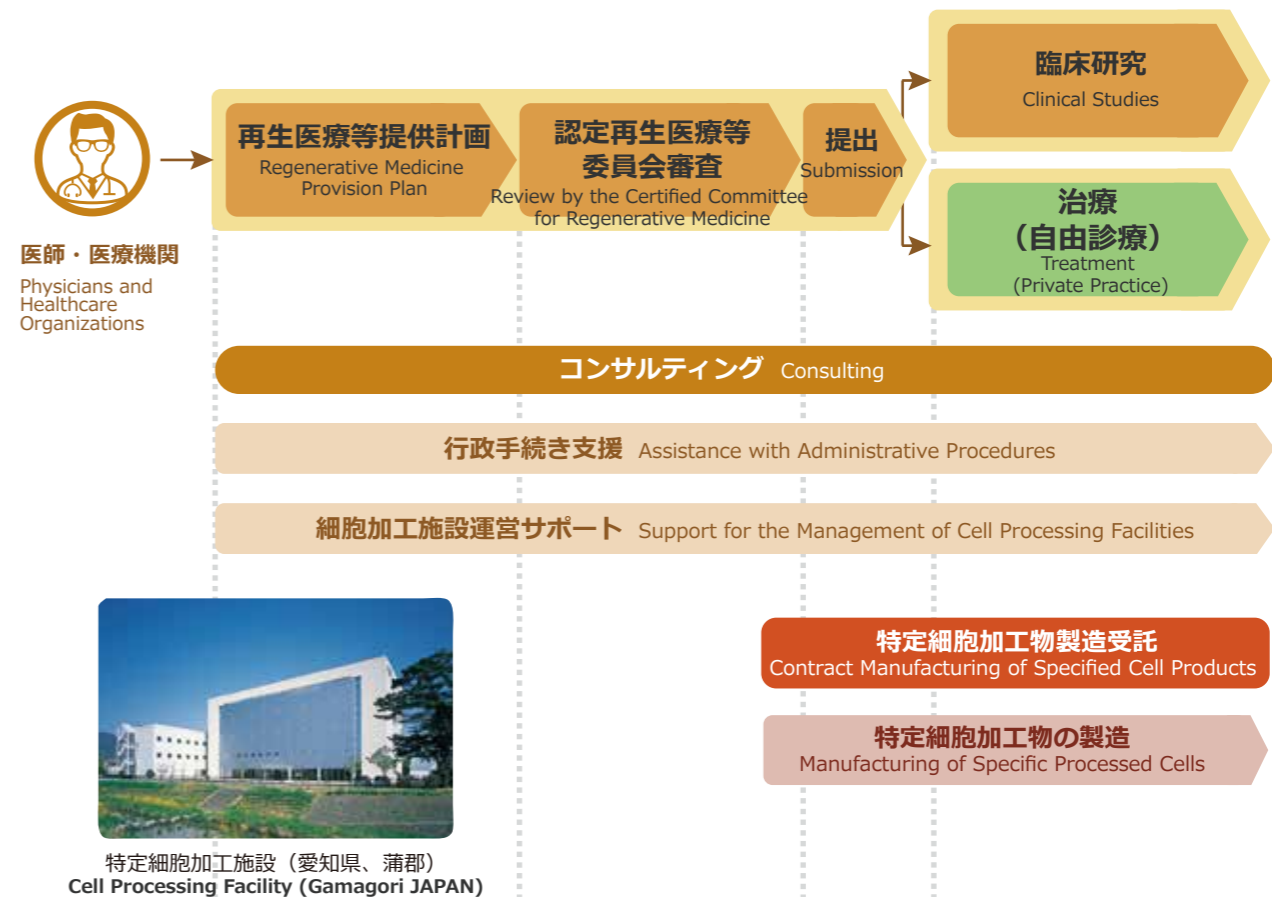 医師・医療機関
Physicians and
Healthcare
Organizations
再生医療等提供計画
Regenerative Medicine
Provision Plan
認定再生医療等
委員会審査
Review by the Certified Committee
for Regenerative Medicine
提出
Submission
臨床研究
Clinical Studies
治療
（自由診療）
Treatment
(Private Practice)
コンサルティング Consulting
行政手続き支援 Assistance with Administrative Procedures
細胞加工施設運営サポート Support for the Management of Cell Processing Facilities
特定細胞加工物製造受託
Contract Manufacturing of Specified Cell Products
特定細胞加工物の製造
Manufacturing of Specific Processed Cells
特定細胞加工施設（愛知県、蒲郡）
Cell Processing Facility (Gamagori JAPAN)